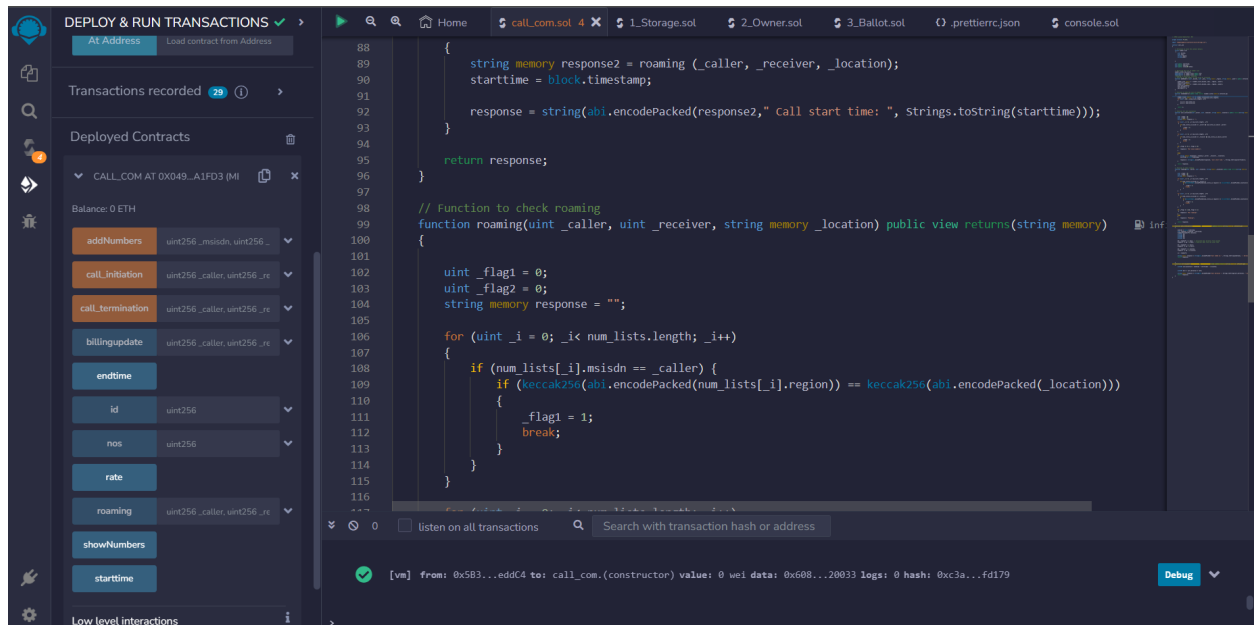 DEPLOY & RUN TRANSACTIONS
At Address Load contract from Address
Transactions recorded 29
Deployed Contracts
4
CALL_COM AT 0X049...A1FD3 (MI
Balance: 0 ETH
addNumbers uint256 _msisdn, uint256 _
call_initiation uint256 _caller, uint256 _re
call_termination uint256 _caller, uint256 _re
billingupdate uint256 _caller, uint256 _re
endtime
id uint256
nos uint256
rate
roaming uint256 _caller, uint256 _re
showNumbers
starttime
Low level interactions
Home call_com.sol 4 1_Storage.sol 2_Owner.sol 3_Ballot.sol .prettierrc.json console.sol
88 {
89 string memory response2 = roaming (_caller, _receiver, _location);
90 starttime = block.timestamp;
91
92 response = string(abi.encodePacked(response2," Call start time: ", Strings.toString(starttime)));
93 }
94
95 return response;
96 }
97
98 // Function to check roaming
99 function roaming(uint _caller, uint _receiver, string memory _location) public view returns(string memory) inf
100 {
101
102 uint _flag1 = 0;
103 uint _flag2 = 0;
104 string memory response = "";
105
106 for (uint _i = 0; _i< num_lists.length; _i++)
107 {
108 if (num_lists[_i].msisdn == _caller) {
109 if (keccak256(abi.encodePacked(num_lists[_i].region)) == keccak256(abi.encodePacked(_location)))
110 {
111 _flag1 = 1;
112 break;
113 }
114 }
115 }
116
0 listen on all transactions Search with transaction hash or address
[vm] from: 0x5B3...eddC4 to: call_com.(constructor) value: 0 wei data: 0x608...20033 logs: 0 hash: 0xc3a...fd179 Debug